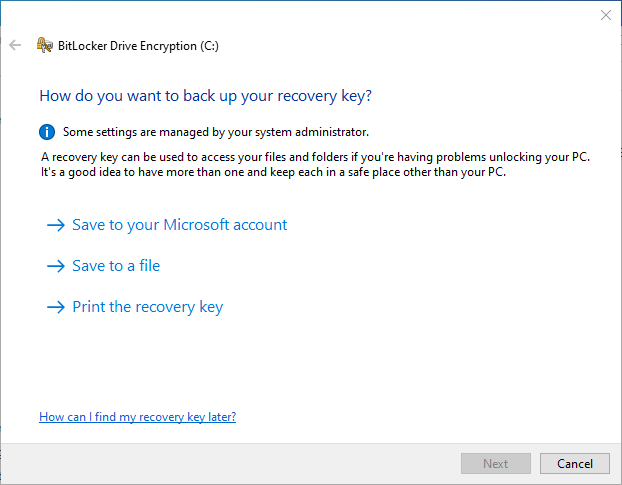 BitLocker Drive Encryption (C:)
How do you want to back up your recovery key?
Some settings are managed by your system administrator.
A recovery key can be used to access your files and folders if you're having problems unlocking your PC.
It's a good idea to have more than one and keep each in a safe place other than your PC.
Save to your Microsoft account
Save to a file
Print the recovery key
How can I find my recovery key later?
Next
Cancel